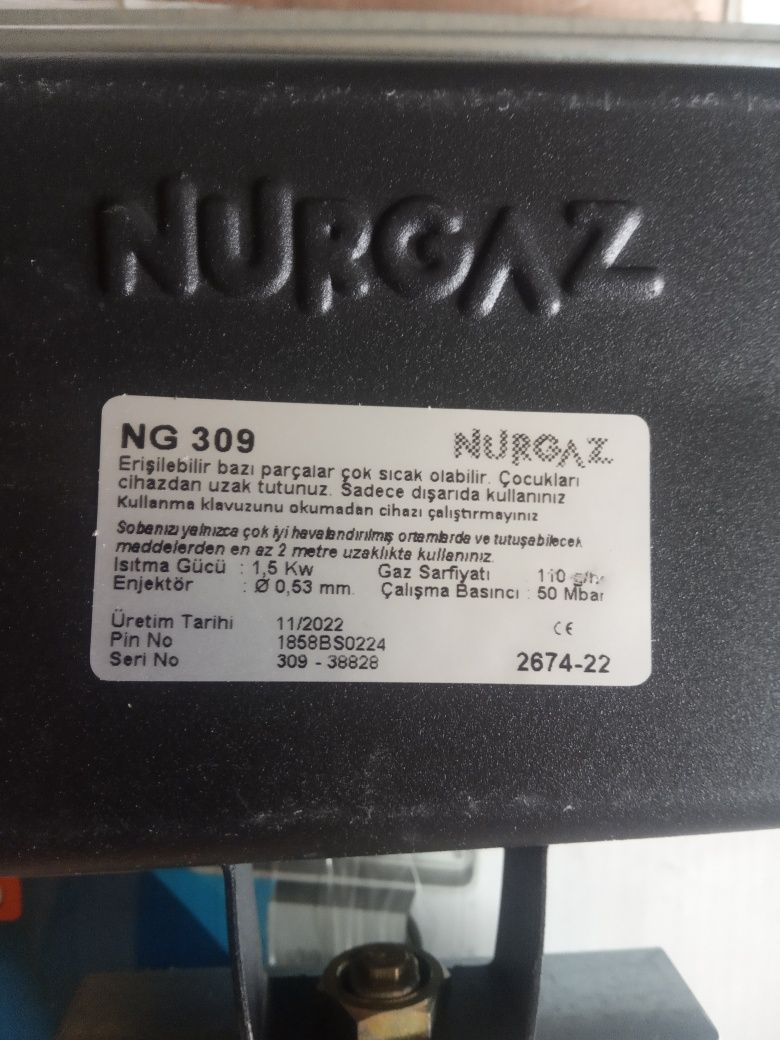 NURGAZ
NG 309 NURGAZ
Erişilebilir bazı parçalar çok sıcak olabilir. Çocukları
cihazdan uzak tutunuz. Sadece dışarıda kullanınız
Kullanma klavuzunu okumadan cihazı çalıştırmayınız
Sobanızı yalnızca çok iyi havalandırılmış ortamlarda ve tutuşabilecek
maddelerden en az 2 metre uzaklıkta kullanınız.
Isıtma Gücü : 1,5 Kw Gaz Sarfiyatı 110 g/h
Enjektör : Ø 0,53 mm. Çalışma Basıncı : 50 Mbar
Üretim Tarihi 11/2022 CE
Pin No 1858BS0224
Seri No 309 - 38828 2674-22